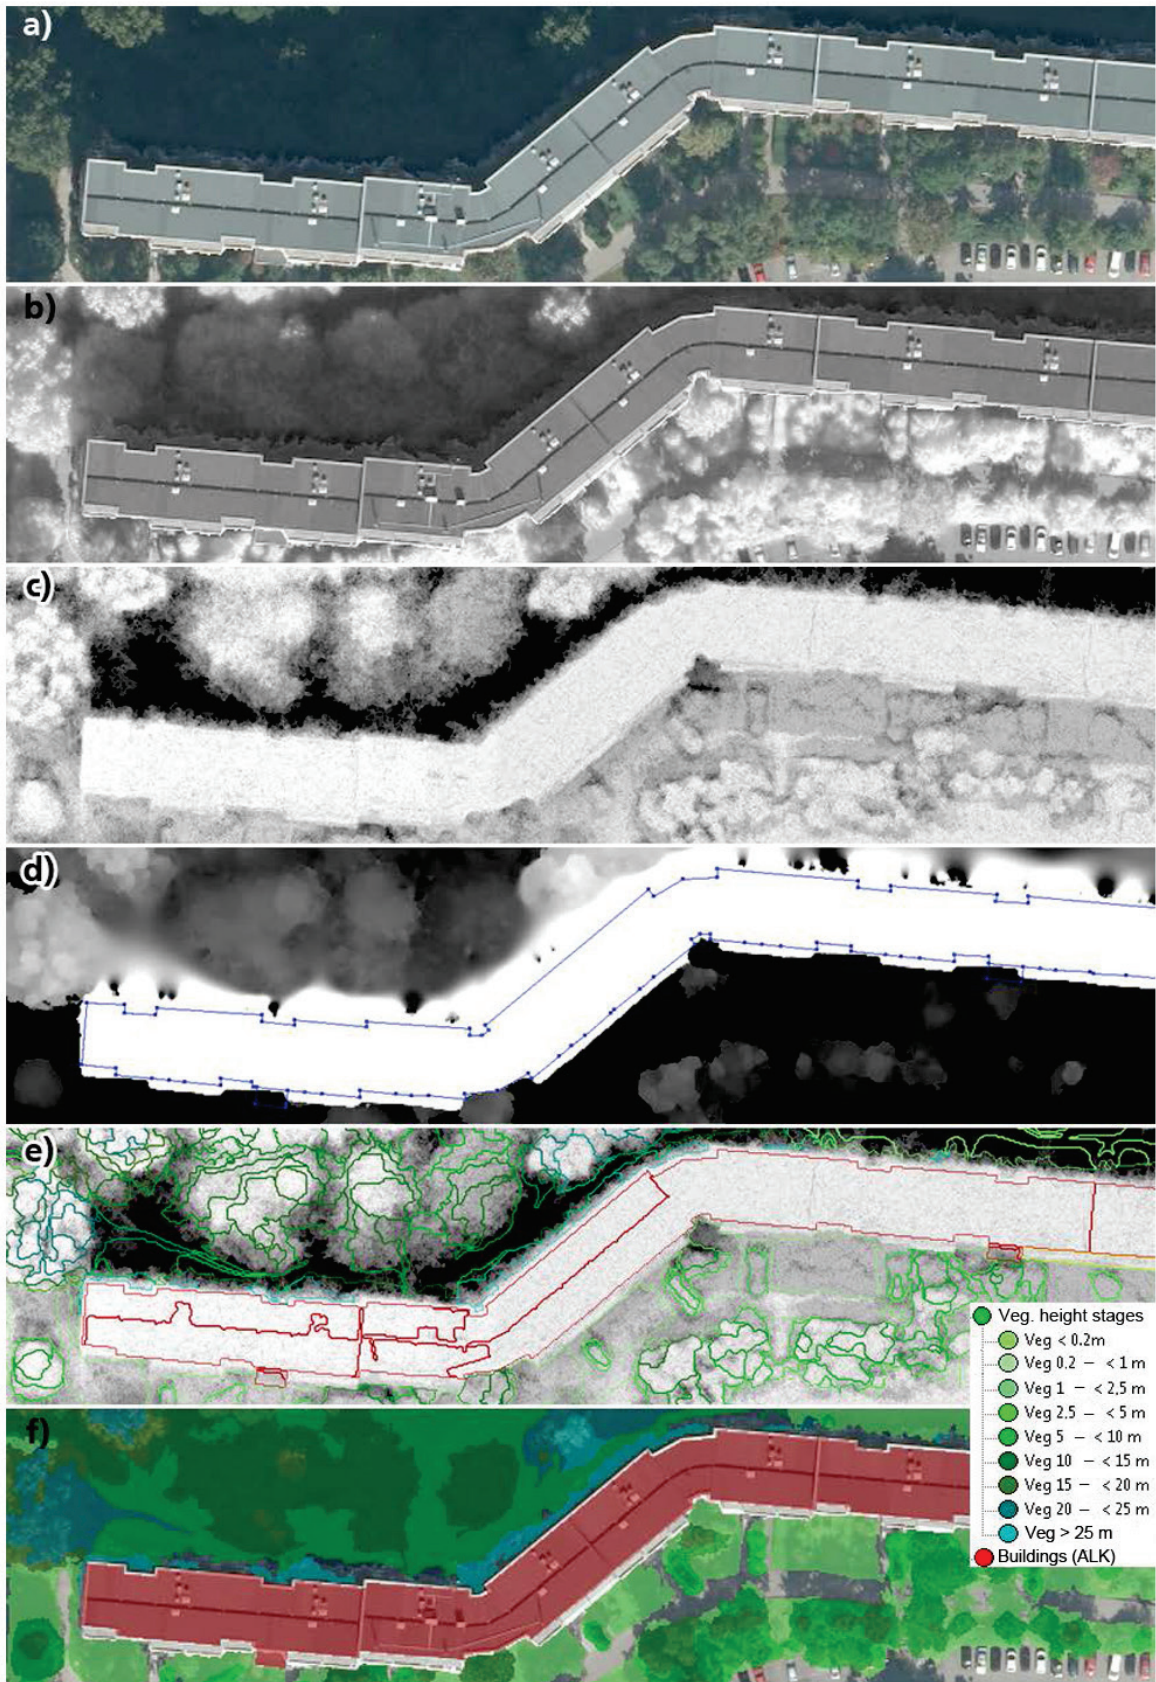 a)
b)
c)
d)
e)
Veg. height stages
Veg < 0.2m
Veg 0.2 – < 1 m
Veg 1 – < 2,5 m
Veg 2.5 – < 5 m
Veg 5 – < 10 m
Veg 10 – < 15 m
Veg 15 – < 20 m
Veg 20 – < 25 m
Veg > 25 m
Buildings (ALK)
f)